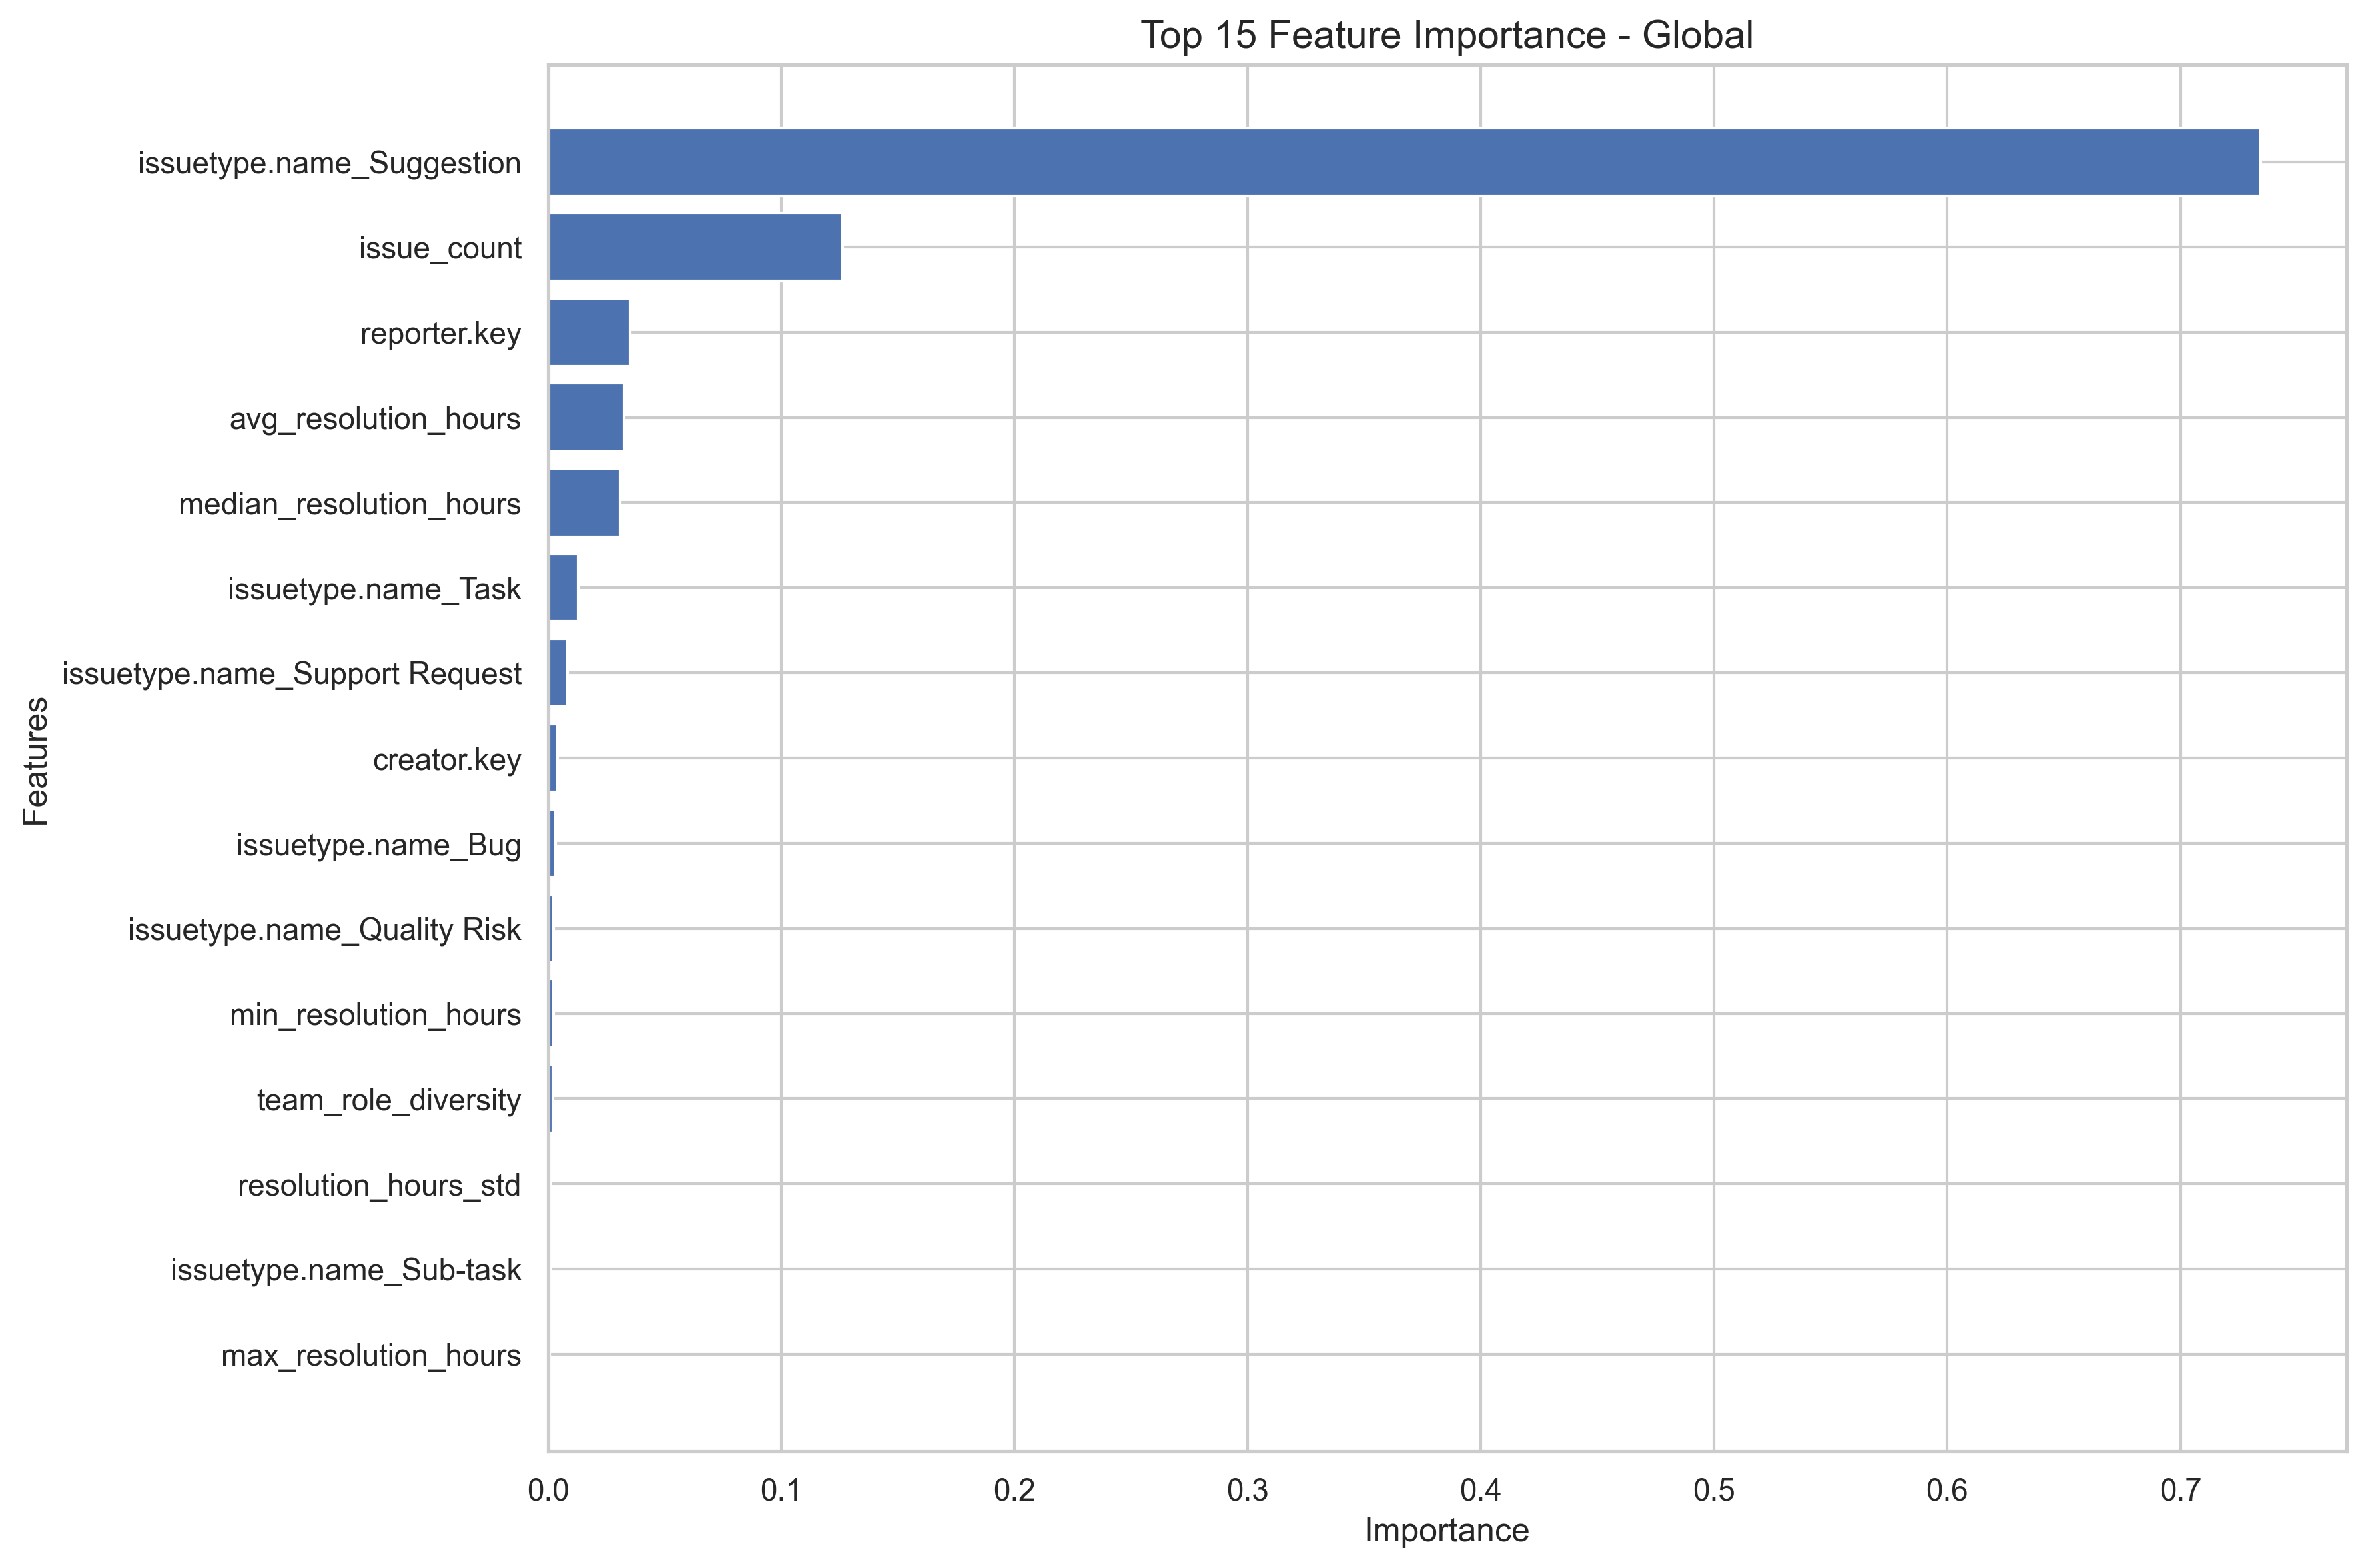 Top 15 Feature Importance - Global
issuetype.name_Suggestion
issue_count
reporter.key
avg_resolution_hours
median_resolution_hours
issuetype.name_Task
issuetype.name_Support Request
creator.key
issuetype.name_Bug
issuetype.name_Quality Risk
min_resolution_hours
team_role_diversity
resolution_hours_std
issuetype.name_Sub-task
max_resolution_hours
Features
0.0 0.1 0.2 0.3 0.4 0.5 0.6 0.7
Importance